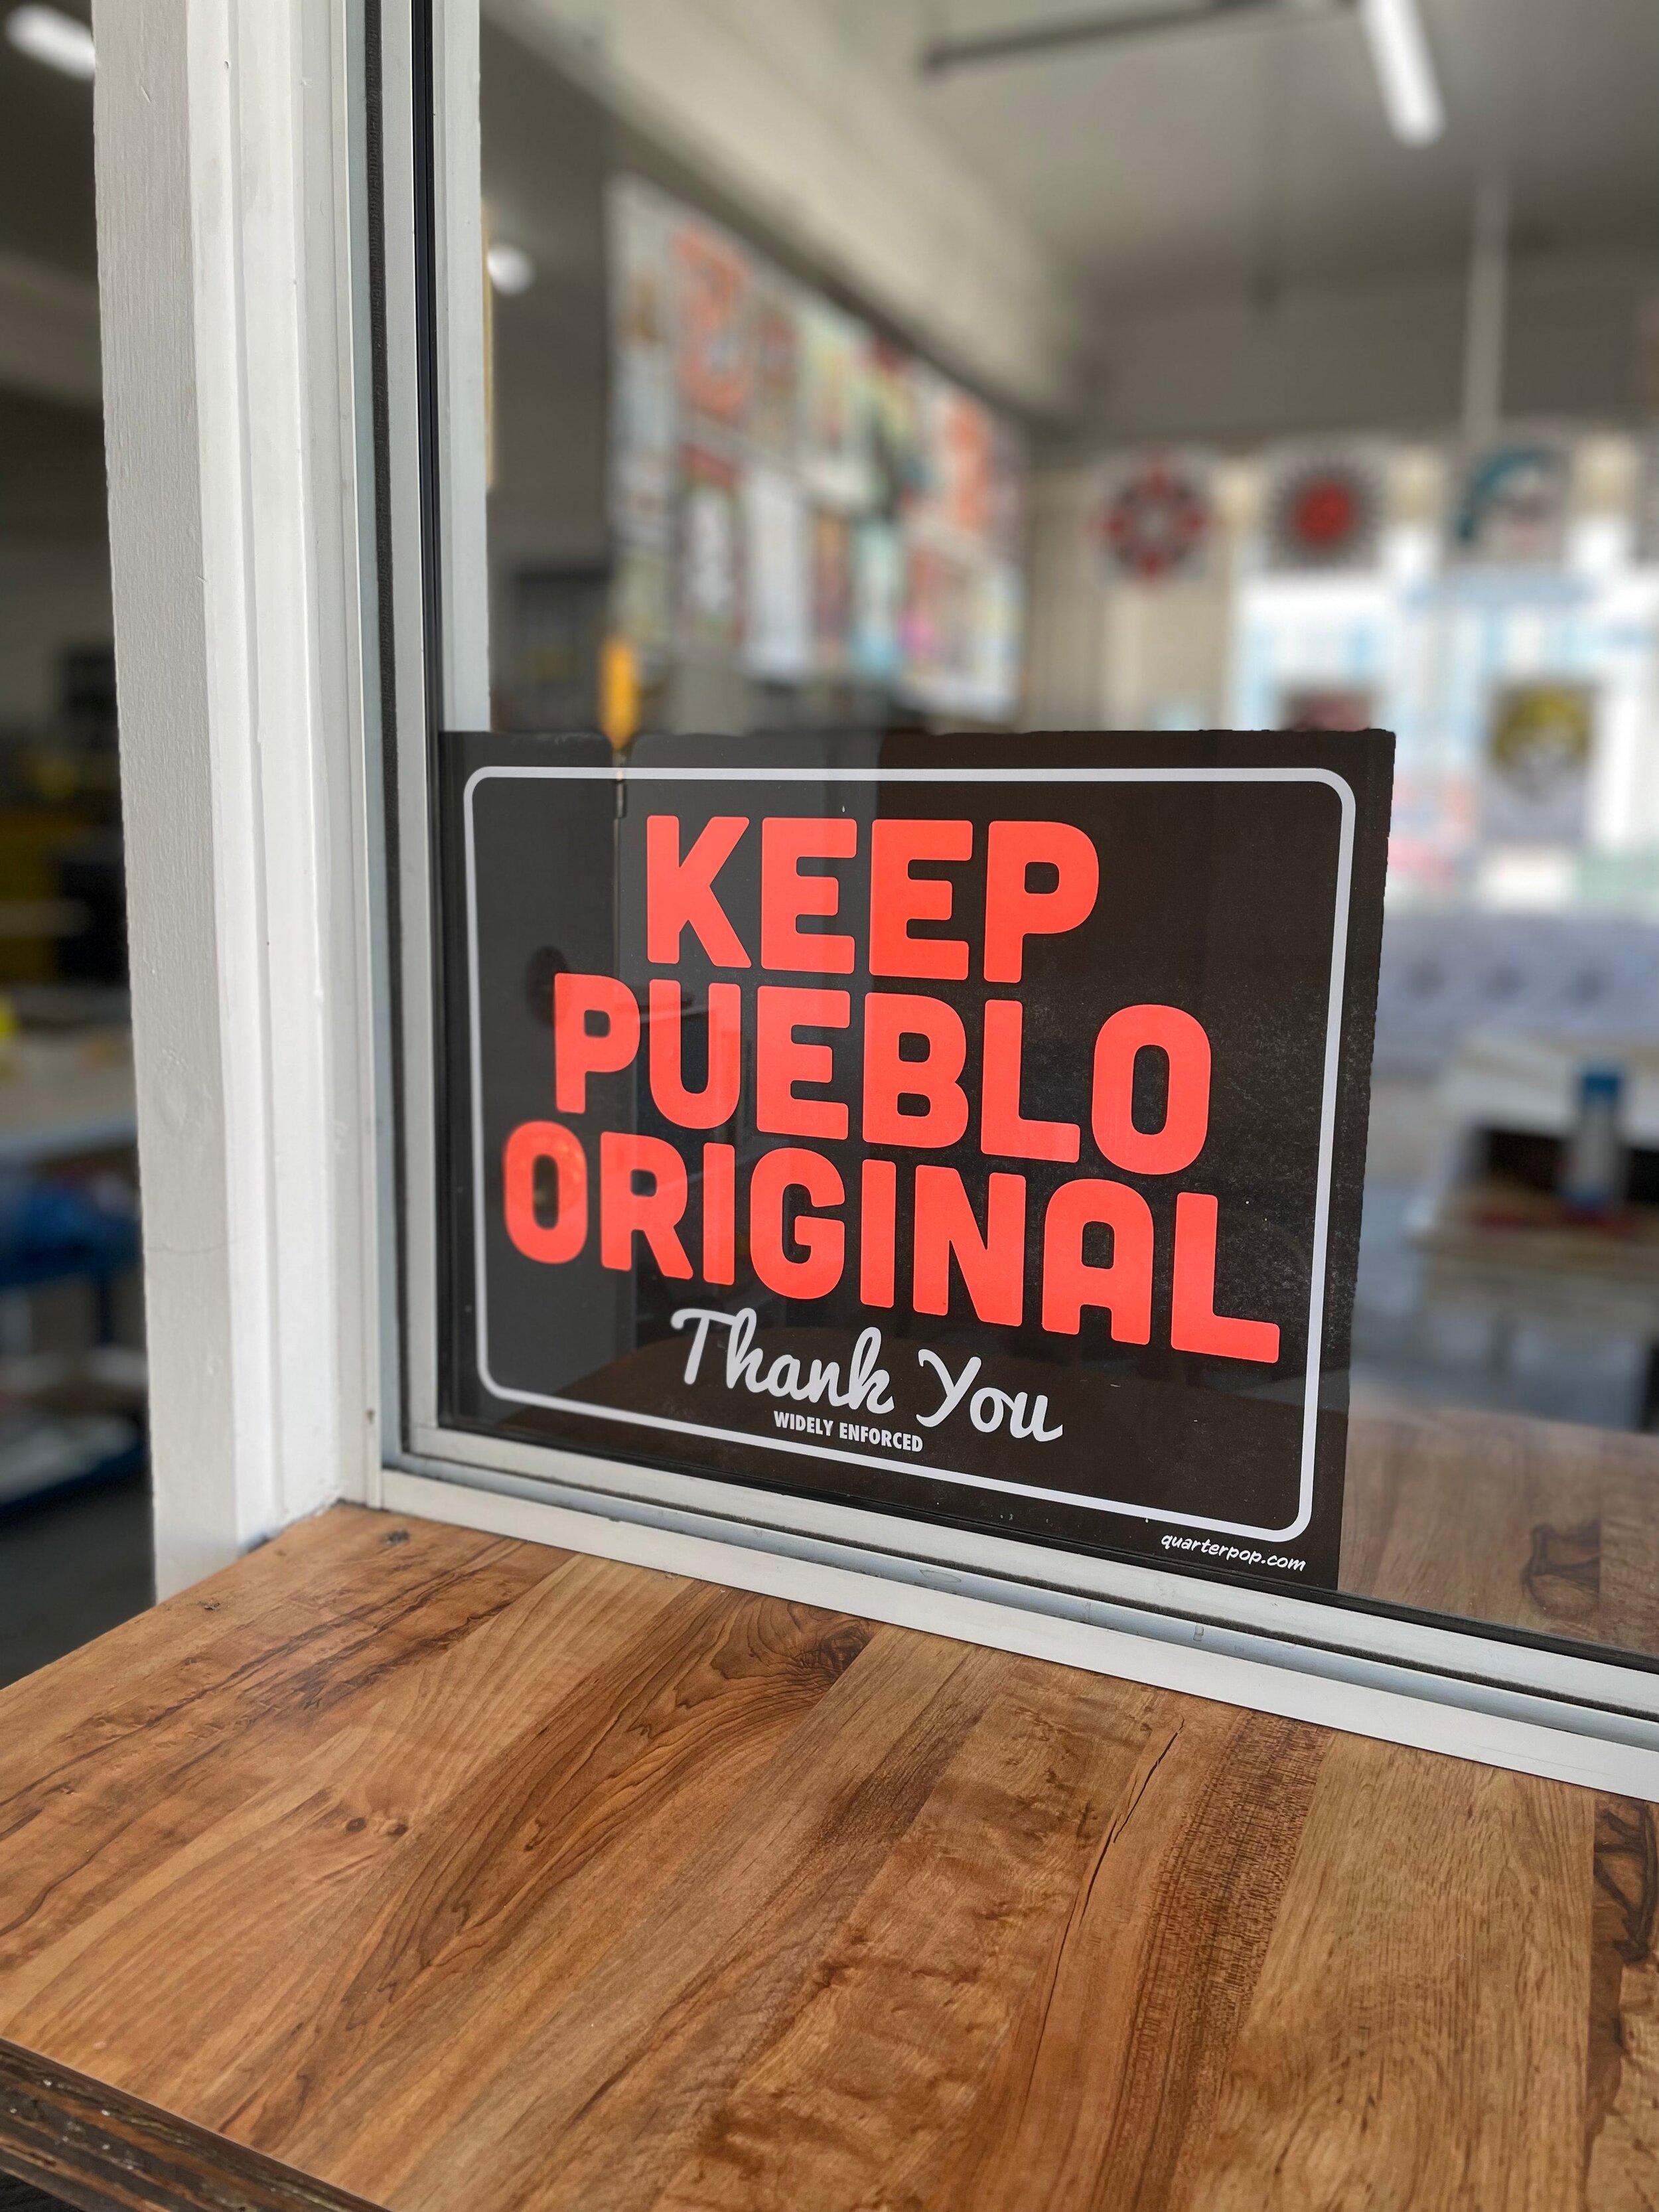 KEEP
PUEBLO
ORIGINAL
Thank You
WIDELY ENFORCED
quarterpop.com